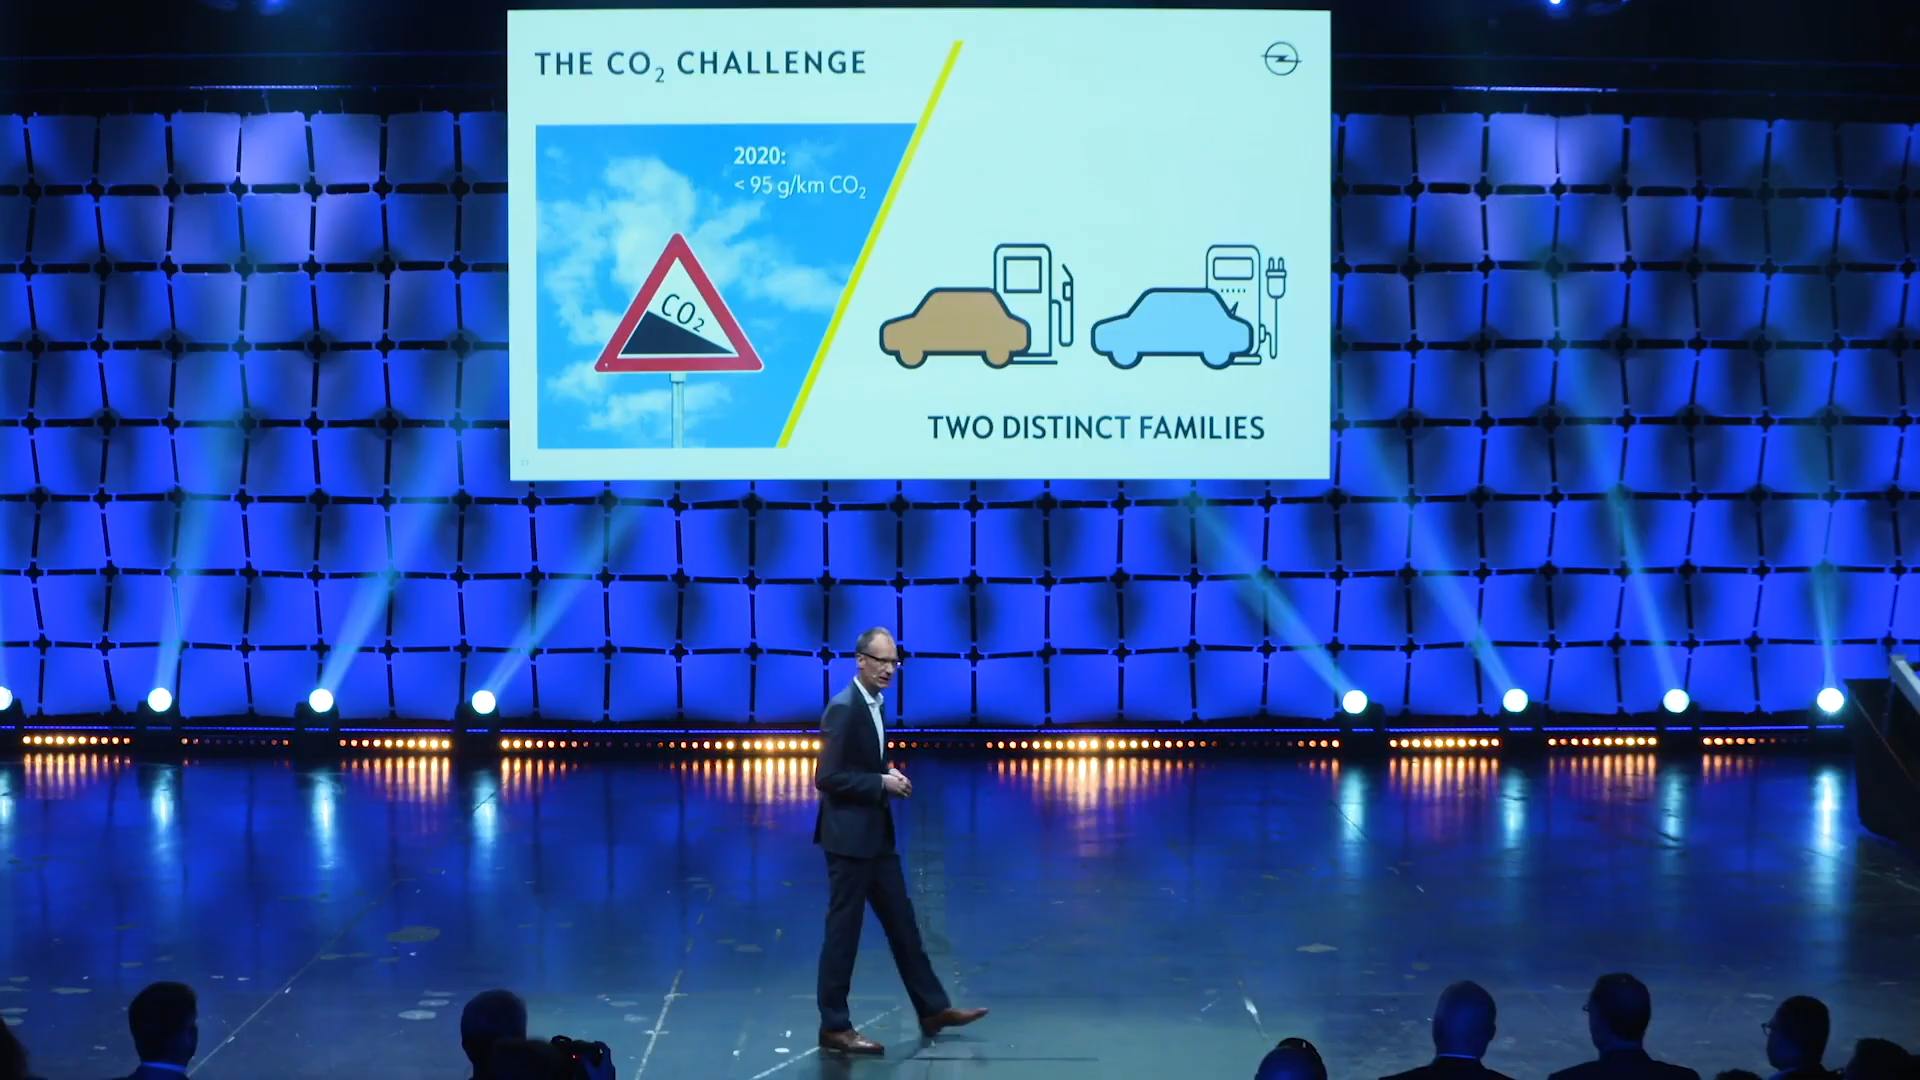 THE CO₂ CHALLENGE
2020:
< 95 g/km CO₂
CO₂
TWO DISTINCT FAMILIES